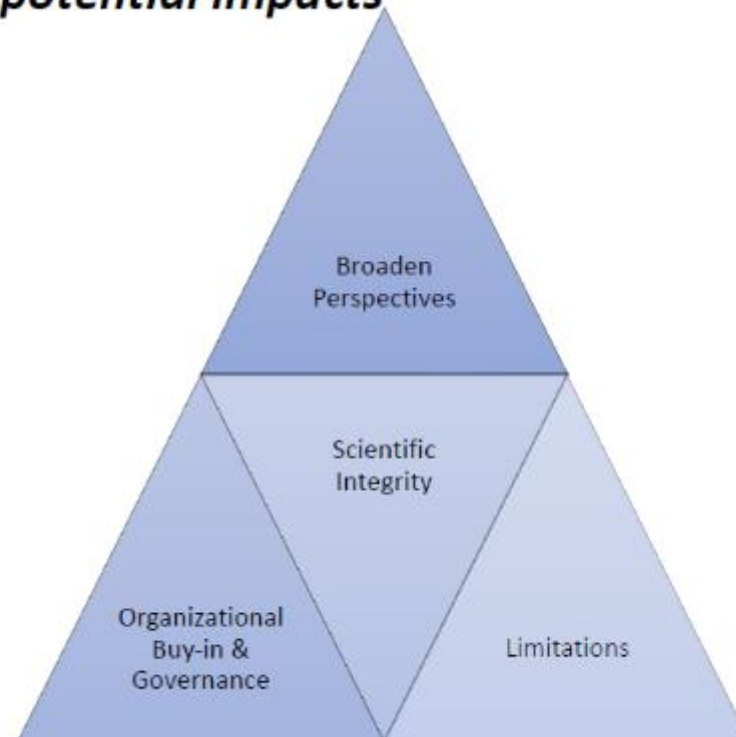 potential impacts
Broaden
Perspectives
Scientific
Integrity
Organizational
Buy-in &
Governance
Limitations